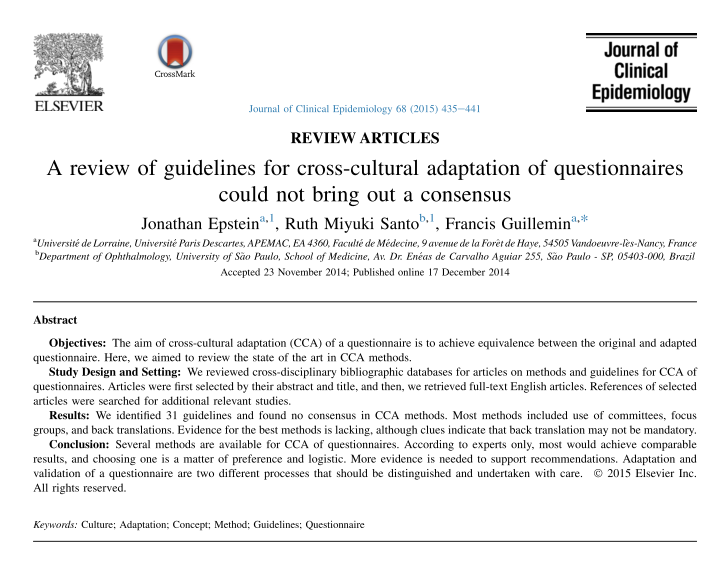 ELSEVIER
CrossMark
Journal of Clinical Epidemiology 68 (2015) 435–441
Journal of
Clinical
Epidemiology
REVIEW ARTICLES
A review of guidelines for cross-cultural adaptation of questionnaires
could not bring out a consensus
Jonathan Epsteina,1, Ruth Miyuki Santob,1, Francis Guillemina,*
aUniversité de Lorraine, Université Paris Descartes, APEMAC, EA 4360, Faculté de Médecine, 9 avenue de la Forèt de Haye, 54505 Vandoeuvre-lès-Nancy, France
bDepartment of Ophthalmology, University of São Paulo, School of Medicine, Av. Dr. Enéas de Carvalho Aguiar 255, São Paulo - SP, 05403-000, Brazil
Accepted 23 November 2014; Published online 17 December 2014
Abstract
Objectives: The aim of cross-cultural adaptation (CCA) of a questionnaire is to achieve equivalence between the original and adapted
questionnaire. Here, we aimed to review the state of the art in CCA methods.
Study Design and Setting: We reviewed cross-disciplinary bibliographic databases for articles on methods and guidelines for CCA of
questionnaires. Articles were first selected by their abstract and title, and then, we retrieved full-text English articles. References of selected
articles were searched for additional relevant studies.
Results: We identified 31 guidelines and found no consensus in CCA methods. Most methods included use of committees, focus
groups, and back translations. Evidence for the best methods is lacking, although clues indicate that back translation may not be mandatory.
Conclusion: Several methods are available for CCA of questionnaires. According to experts only, most would achieve comparable
results, and choosing one is a matter of preference and logistic. More evidence is needed to support recommendations. Adaptation and
validation of a questionnaire are two different processes that should be distinguished and undertaken with care. © 2015 Elsevier Inc.
All rights reserved.
Keywords: Culture; Adaptation; Concept; Method; Guidelines; Questionnaire